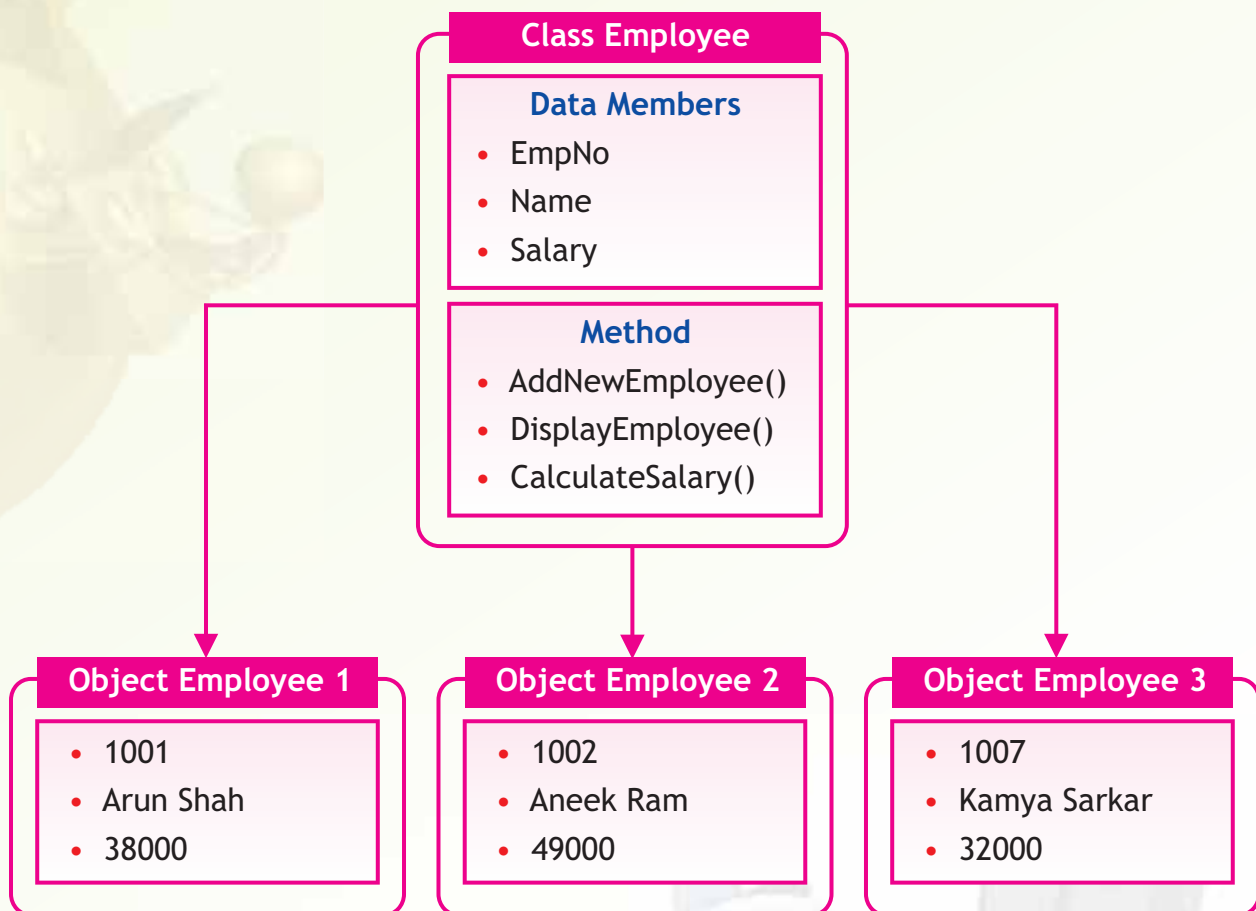 Class Employee
Data Members
• EmpNo
• Name
• Salary
Method
• AddNewEmployee()
• DisplayEmployee()
• CalculateSalary()
Object Employee 1
• 1001
• Arun Shah
• 38000
Object Employee 2
• 1002
• Aneek Ram
• 49000
Object Employee 3
• 1007
• Kamya Sarkar
• 32000